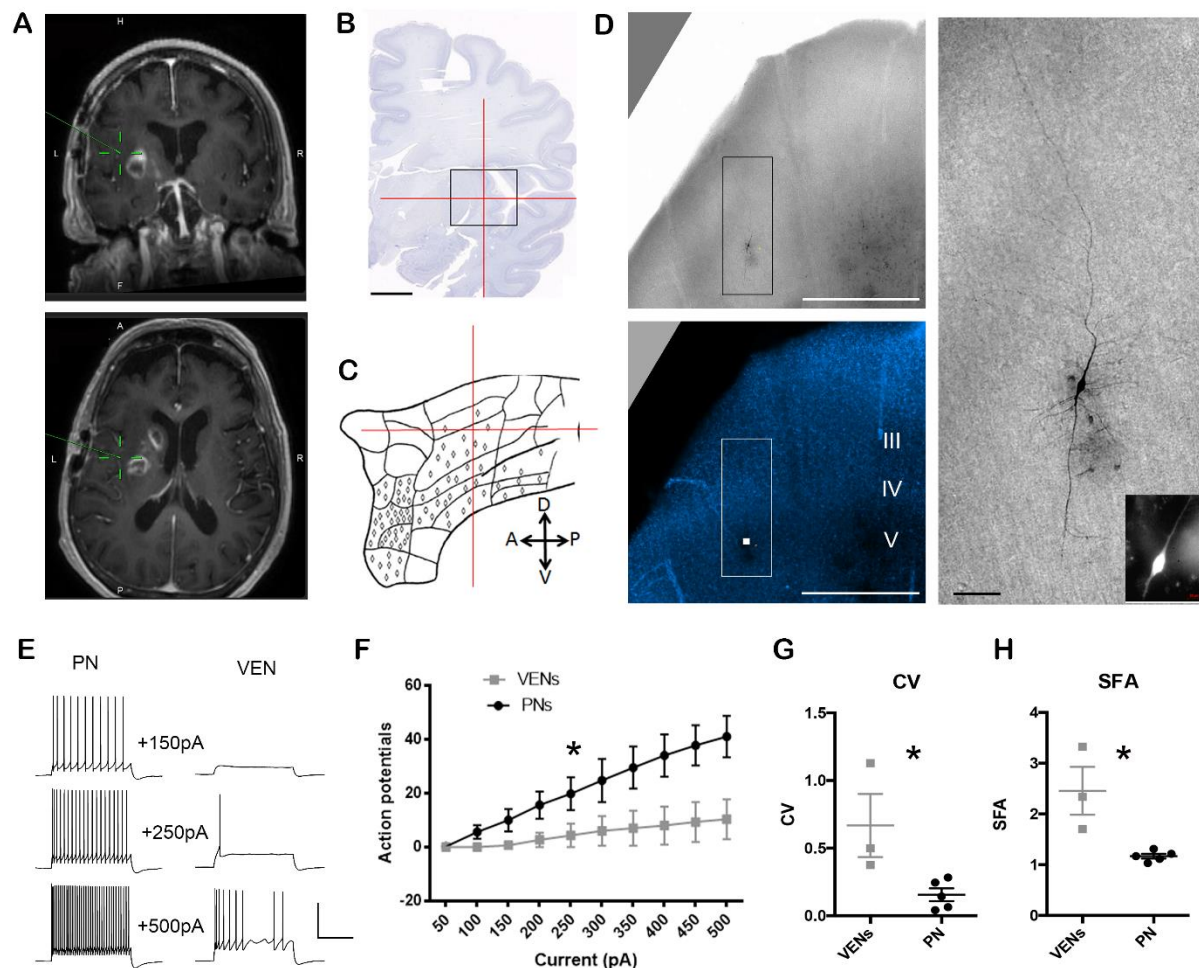 A
H
L
R
F
A
L
R
P
B
C
D
A P
V
D
III
IV
V
E
PN VEN
+150pA
+250pA
+500pA
F
VENs
PNs
*
Action potentials
60
40
20
0
-20
50 100 150 200 250 300 350 400 450 500
Current (pA)
G
CV
*
CV
1.5
1.0
0.5
0.0
VENs PN
H
SFA
*
SFA
4
3
2
1
0
VENs PN